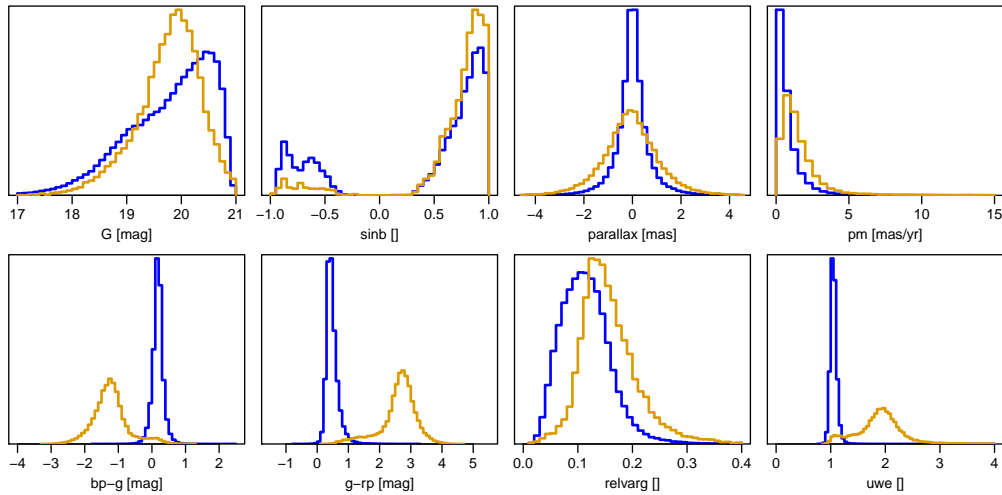 17 18 19 20 21
G [mag]
−1.0 −0.5 0.0 0.5 1.0
sinb []
−4 −2 0 2 4
parallax [mas]
0 5 10 15
pm [mas/yr]
−4 −3 −2 −1 0 1 2
bp−g [mag]
−1 0 1 2 3 4 5
g−rp [mag]
0.0 0.1 0.2 0.3 0.4
relvarg []
0 1 2 3 4
uwe []